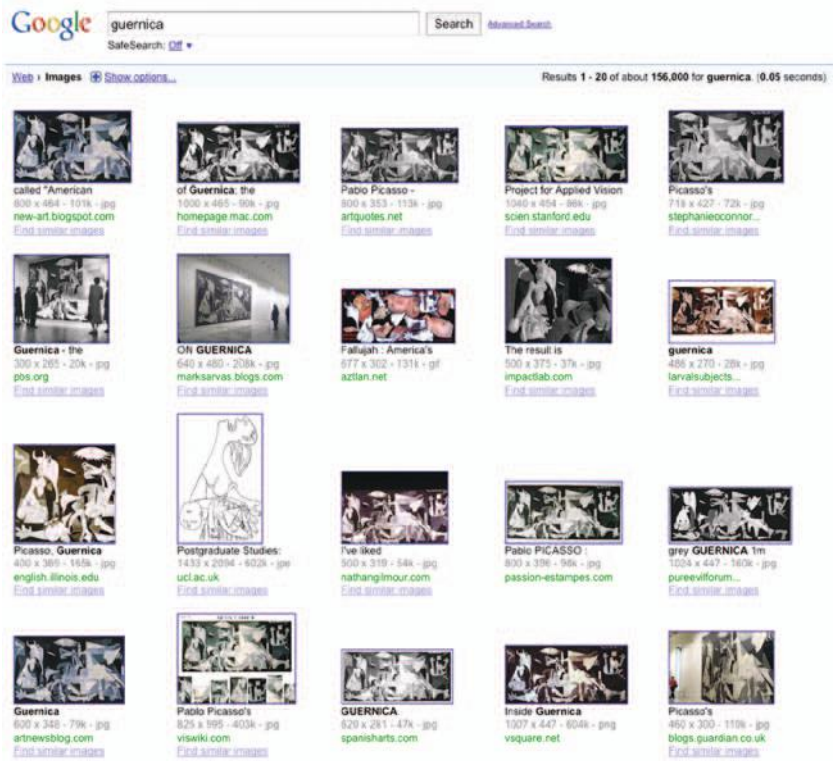 Google guernica Search Advanced Search
SafeSearch: Off ▼
Web › Images Show options... Results 1 - 20 of about 156,000 for guernica. (0.05 seconds)
called "American
800 x 464 - 101k - jpg
new-art.blogspot.com
Find similar images
of Guernica: the
1000 x 465 - 90k - jpg
homepage.mac.com
Find similar images
Pablo Picasso -
800 x 353 - 113k - jpg
artquotes.net
Find similar images
Project for Applied Vision
1040 x 454 - 86k - jpg
scien.stanford.edu
Find similar images
Picasso's
718 x 427 - 72k - jpg
stephanieoconnor...
Find similar images
Guernica - the
300 x 265 - 20k - jpg
pbs.org
Find similar images
ON GUERNICA
640 x 480 - 208k - jpg
marksarvas.blogs.com
Find similar images
Fallujah : America's
677 x 302 - 131k - gif
aztlan.net
The result is
500 x 375 - 37k - jpg
impactlab.com
Find similar images
guernica
486 x 270 - 28k - jpg
larvalsubjects...
Find similar images
Picasso, Guernica
400 x 385 - 165k - jpg
english.illinois.edu
Find similar images
Postgraduate Studies:
1433 x 2094 - 602k - jpe
ucl.ac.uk
Find similar images
I've liked
500 x 319 - 54k - jpg
nathangilmour.com
Find similar images
Pablo PICASSO :
800 x 396 - 98k - jpg
passion-estampes.com
grey GUERNICA 1m
1024 x 447 - 160k - jpg
pureevilforum...
Find similar images
Guernica
600 x 348 - 79k - jpg
artnewsblog.com
Find similar images
Pablo Picasso's
825 x 595 - 403k - jpg
viswiki.com
Find similar images
GUERNICA
620 x 281 - 47k - jpg
spanisharts.com
Find similar images
Inside Guernica
1007 x 447 - 604k - png
vsquare.net
Find similar images
Picasso's
460 x 300 - 119k - jpg
blogs.guardian.co.uk
Find similar images